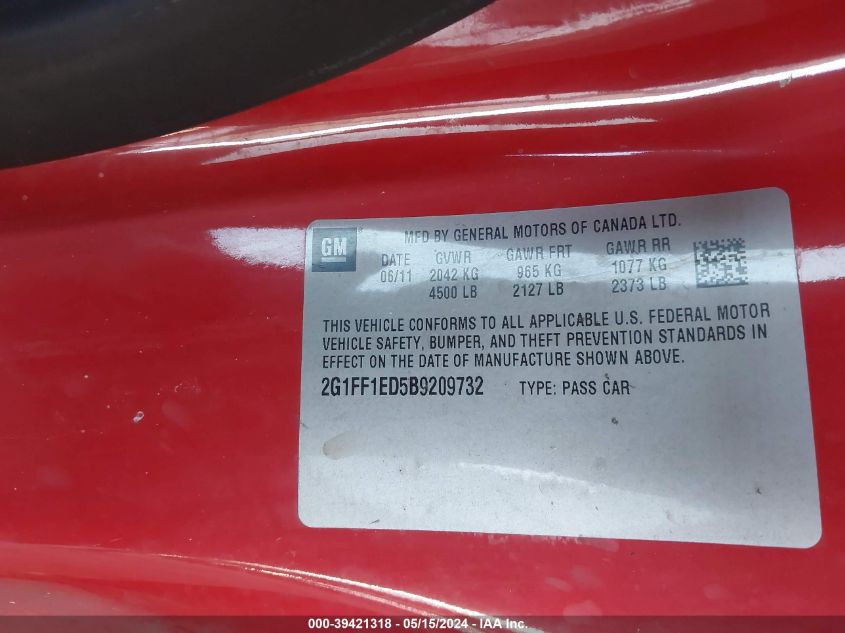 GM
MFD BY GENERAL MOTORS OF CANADA LTD.
DATE GVWR GAWR FRT GAWR RR
06/11 2042 KG 965 KG 1077 KG
4500 LB 2127 LB 2373 LB
THIS VEHICLE CONFORMS TO ALL APPLICABLE U.S. FEDERAL MOTOR
VEHICLE SAFETY, BUMPER, AND THEFT PREVENTION STANDARDS IN
EFFECT ON THE DATE OF MANUFACTURE SHOWN ABOVE.
2G1FF1ED5B9209732 TYPE: PASS CAR
000-39421318 - 05/15/2024 - IAA Inc.